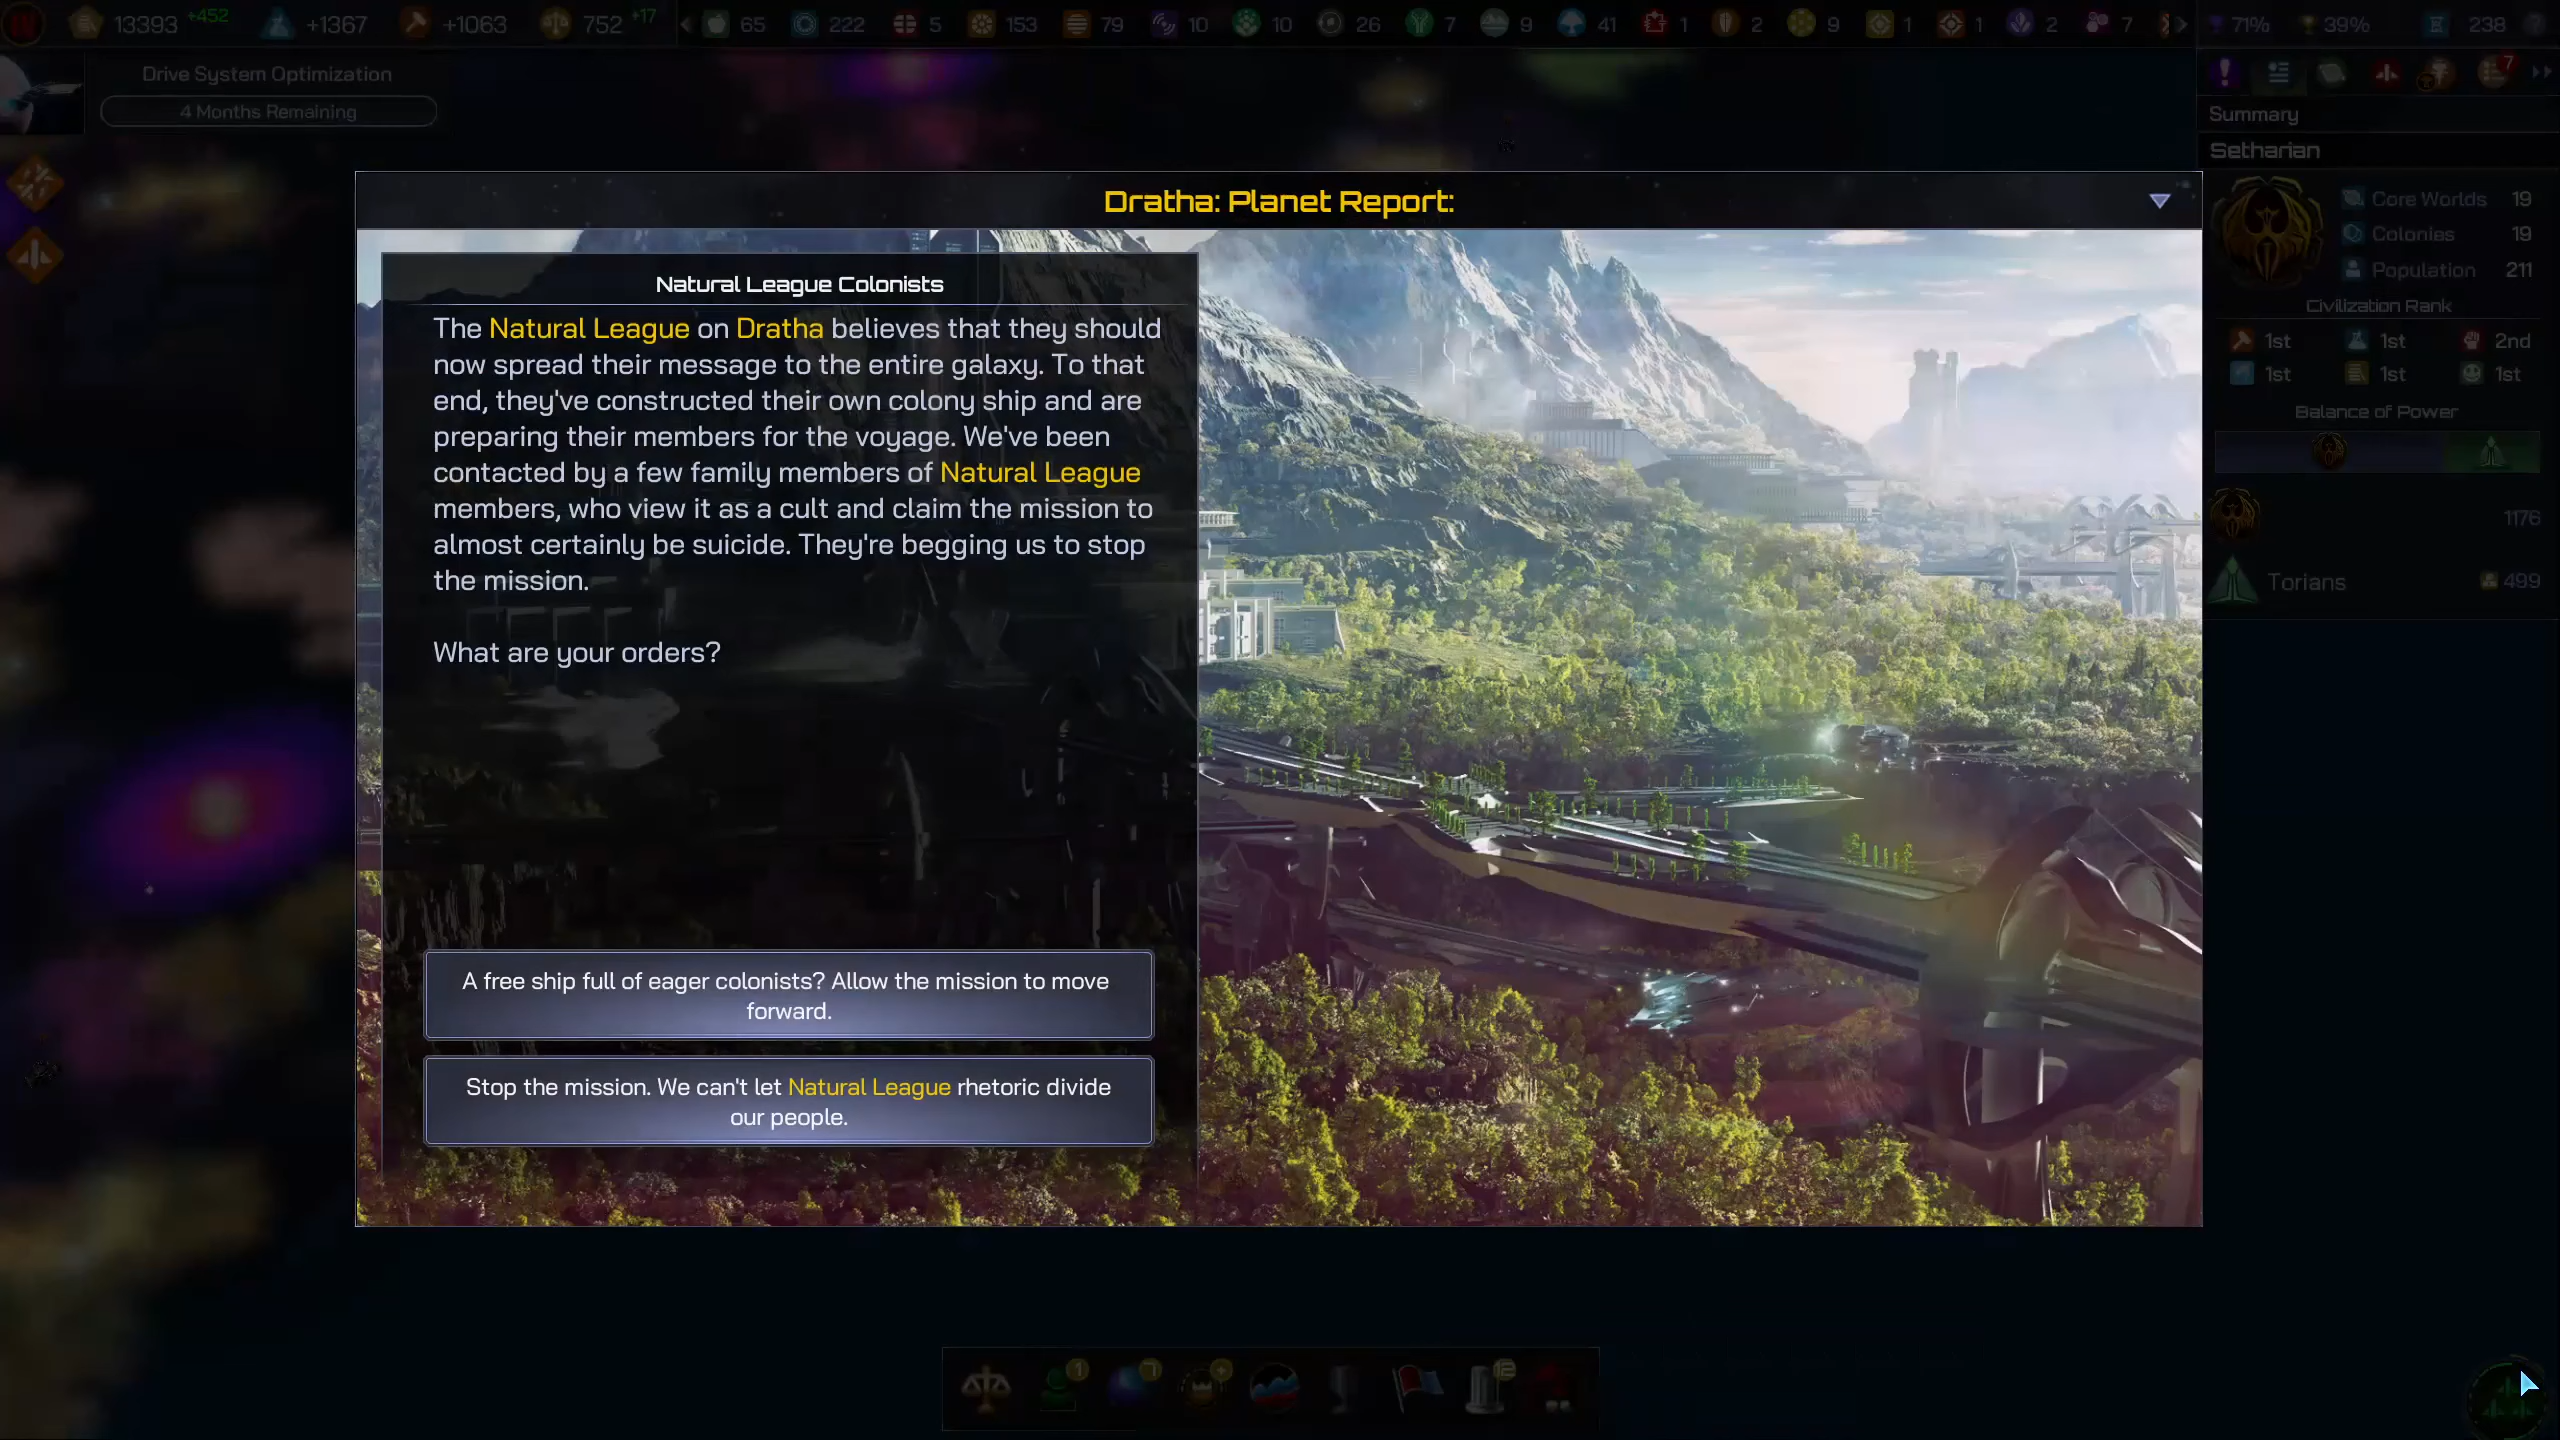 13393 +452 +1367 +1063 752 +17 65 222 5 153 79 10 10 26 7 9 41 1 2 9 1 1 2 7 71% 39% 238
Drive System Optimization
4 Months Remaining
7
Summary
Setharian
Core Worlds 19
Colonies 19
Population 211
Civilization Rank
1st 1st 2nd
1st 1st 1st
Balance of Power
1176
Torians 499
Dratha: Planet Report:
Natural League Colonists
The Natural League on Dratha believes that they should
now spread their message to the entire galaxy. To that
end, they've constructed their own colony ship and are
preparing their members for the voyage. We've been
contacted by a few family members of Natural League
members, who view it as a cult and claim the mission to
almost certainly be suicide. They're begging us to stop
the mission.
What are your orders?
A free ship full of eager colonists? Allow the mission to move
forward.
Stop the mission. We can't let Natural League rhetoric divide
our people.
1 7 12